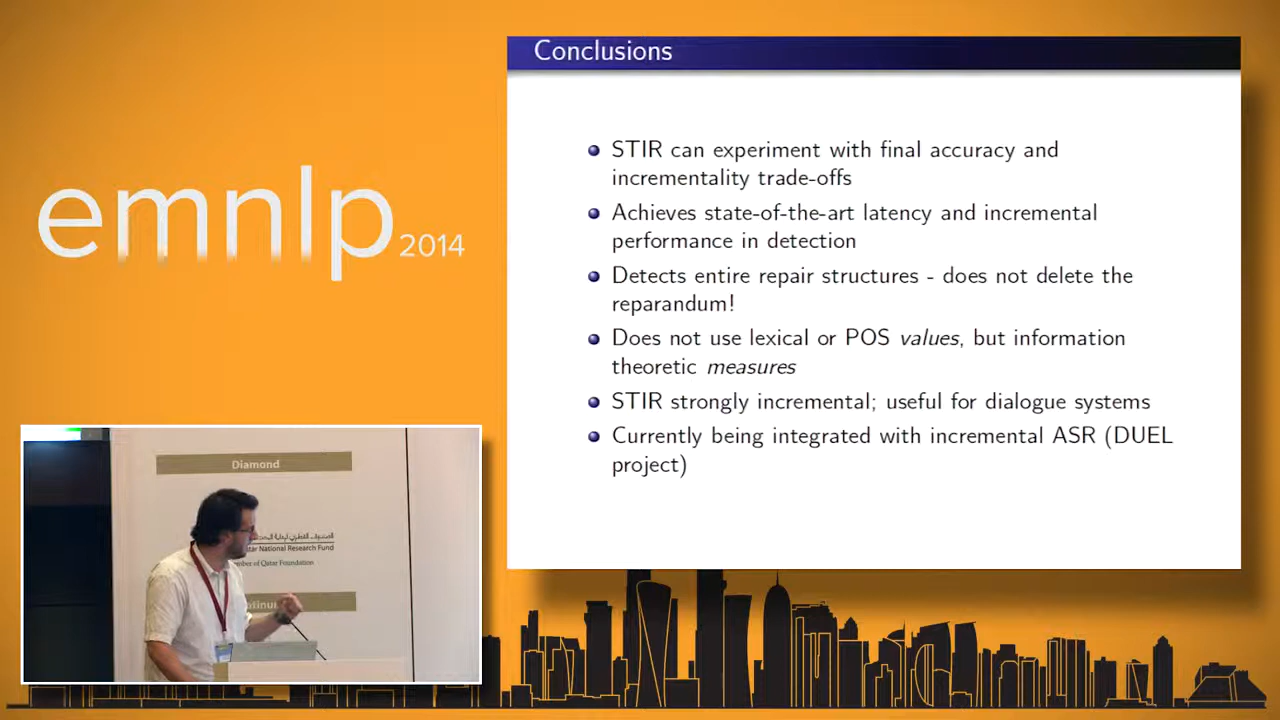 emnlp 2014
Conclusions
STIR can experiment with final accuracy and
incrementality trade-offs
Achieves state-of-the-art latency and incremental
performance in detection
Detects entire repair structures - does not delete the
reparandum!
Does not use lexical or POS values, but information
theoretic measures
STIR strongly incremental; useful for dialogue systems
Currently being integrated with incremental ASR (DUEL
project)
Diamond
National Research Fund
of Qatar Foundation